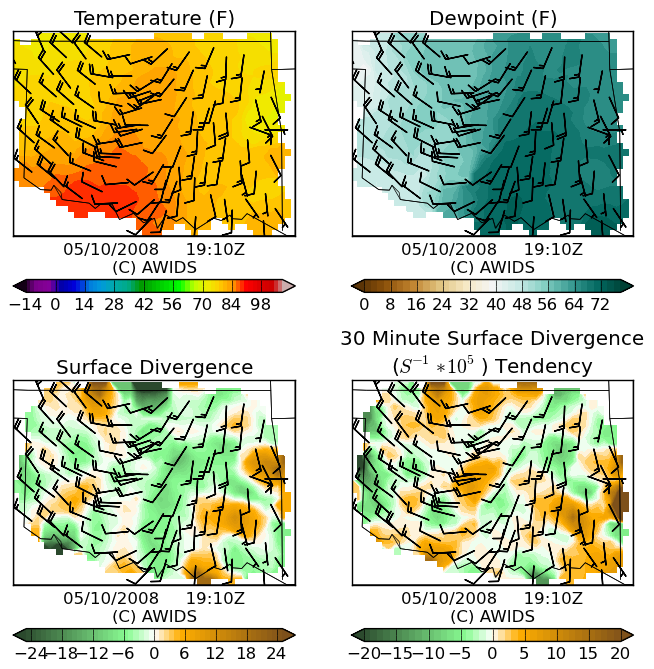 Temperature (F)
Dewpoint (F)
05/10/2008 19:10Z
(C) AWIDS
05/10/2008 19:10Z
(C) AWIDS
−14 0 14 28 42 56 70 84 98
0 8 16 24 32 40 48 56 64 72
Surface Divergence
30 Minute Surface Divergence
(S⁻¹ *10⁵ ) Tendency
05/10/2008 19:10Z
(C) AWIDS
05/10/2008 19:10Z
(C) AWIDS
−24 −18 −12 −6 0 6 12 18 24
−20 −15 −10 −5 0 5 10 15 20